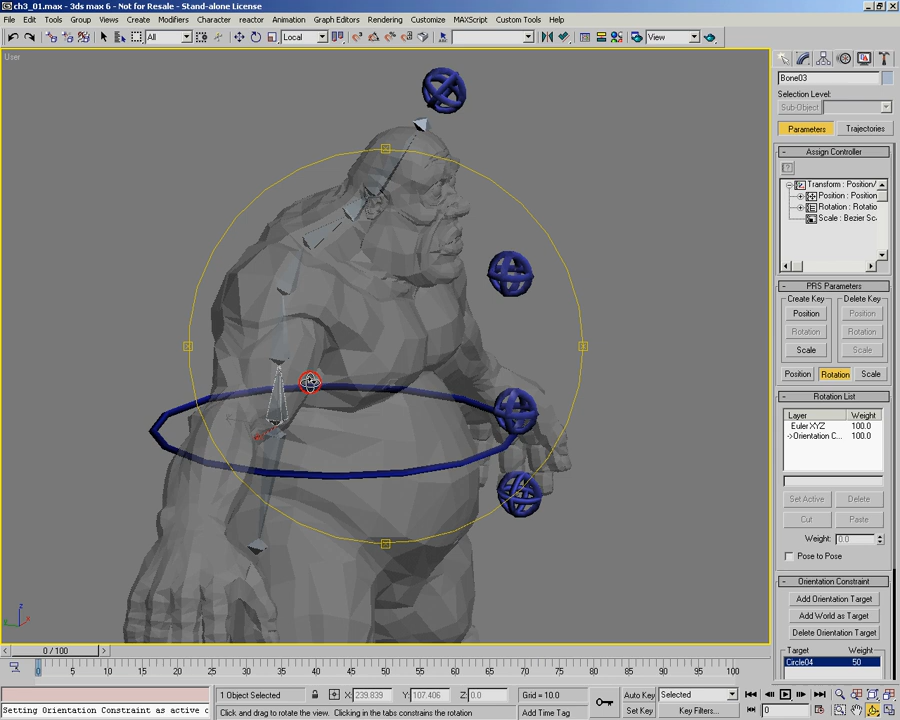 ch3_01.max - 3ds max 6 - Not for Resale - Stand-alone License
File Edit Tools Group Views Create Modifiers Character reactor Animation Graph Editors Rendering Customize MAXScript Custom Tools Help
All Local View
User
Bone03
Selection Level:
Sub-Object
Parameters Trajectories
- Assign Controller
Transform : Position/
Position : Position
Rotation : Rotatio
Scale : Bezier Sca
- PRS Parameters
Create Key Delete Key
Position Position
Rotation Rotation
Scale Scale
Position Rotation Scale
- Rotation List
Layer Weight
Euler XYZ 100.0
->Orientation C... 100.0
Set Active Delete
Cut Paste
Weight: 0.0
Pose to Pose
- Orientation Constraint
Add Orientation Target
Add World as Target
Delete Orientation Target
Target Weight
Circle04 50
z
x
y
< 0 / 100 >
0 5 10 15 20 25 30 35 40 45 50 55 60 65 70 75 80 85 90 95 100
1 Object Selected X: 239.839 Y: 107.406 Z: 0.0 Grid = 10.0 Auto Key Selected
Setting Orientation Constraint as active c Click and drag to rotate the view. Clicking in the tabs constrains the rotation Add Time Tag Set Key Key Filters... 0